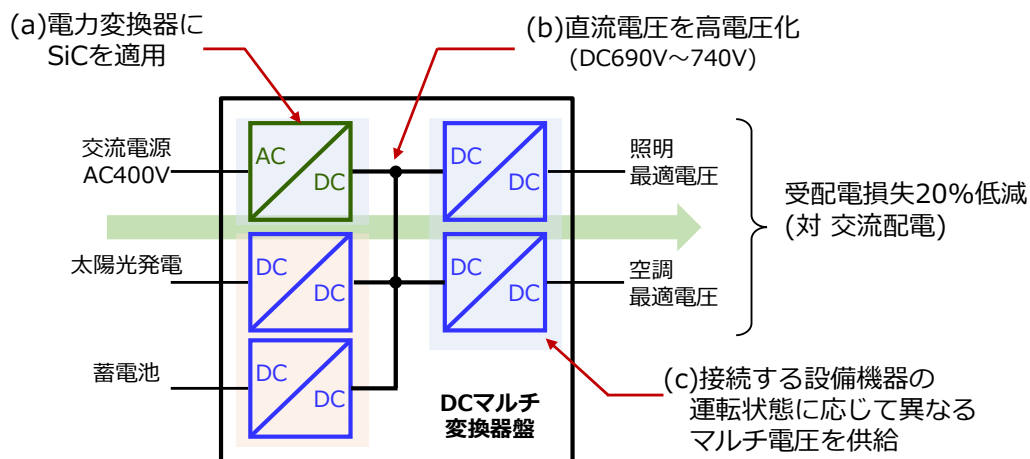 (a)電力変換器に
SiCを適用
(b)直流電圧を高電圧化
(DC690V～740V)
交流電源
AC400V
AC
DC
DC
DC
照明
最適電圧
受配電損失20%低減
(対 交流配電)
太陽光発電
DC
DC
DC
DC
空調
最適電圧
蓄電池
DC
DC
DCマルチ
変換器盤
(c)接続する設備機器の
運転状態に応じて異なる
マルチ電圧を供給